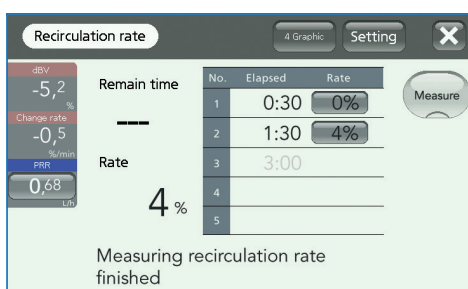 Recirculation rate
4 Graphic
Setting
X
dBV
-5,2
%
Change rate
-0,5
%/min
PRR
0,68
L/h
Remain time
---
Rate
4 %
No. Elapsed Rate
1 0:30 0%
2 1:30 4%
3 3:00
4
5
Measure
Measuring recirculation rate
finished